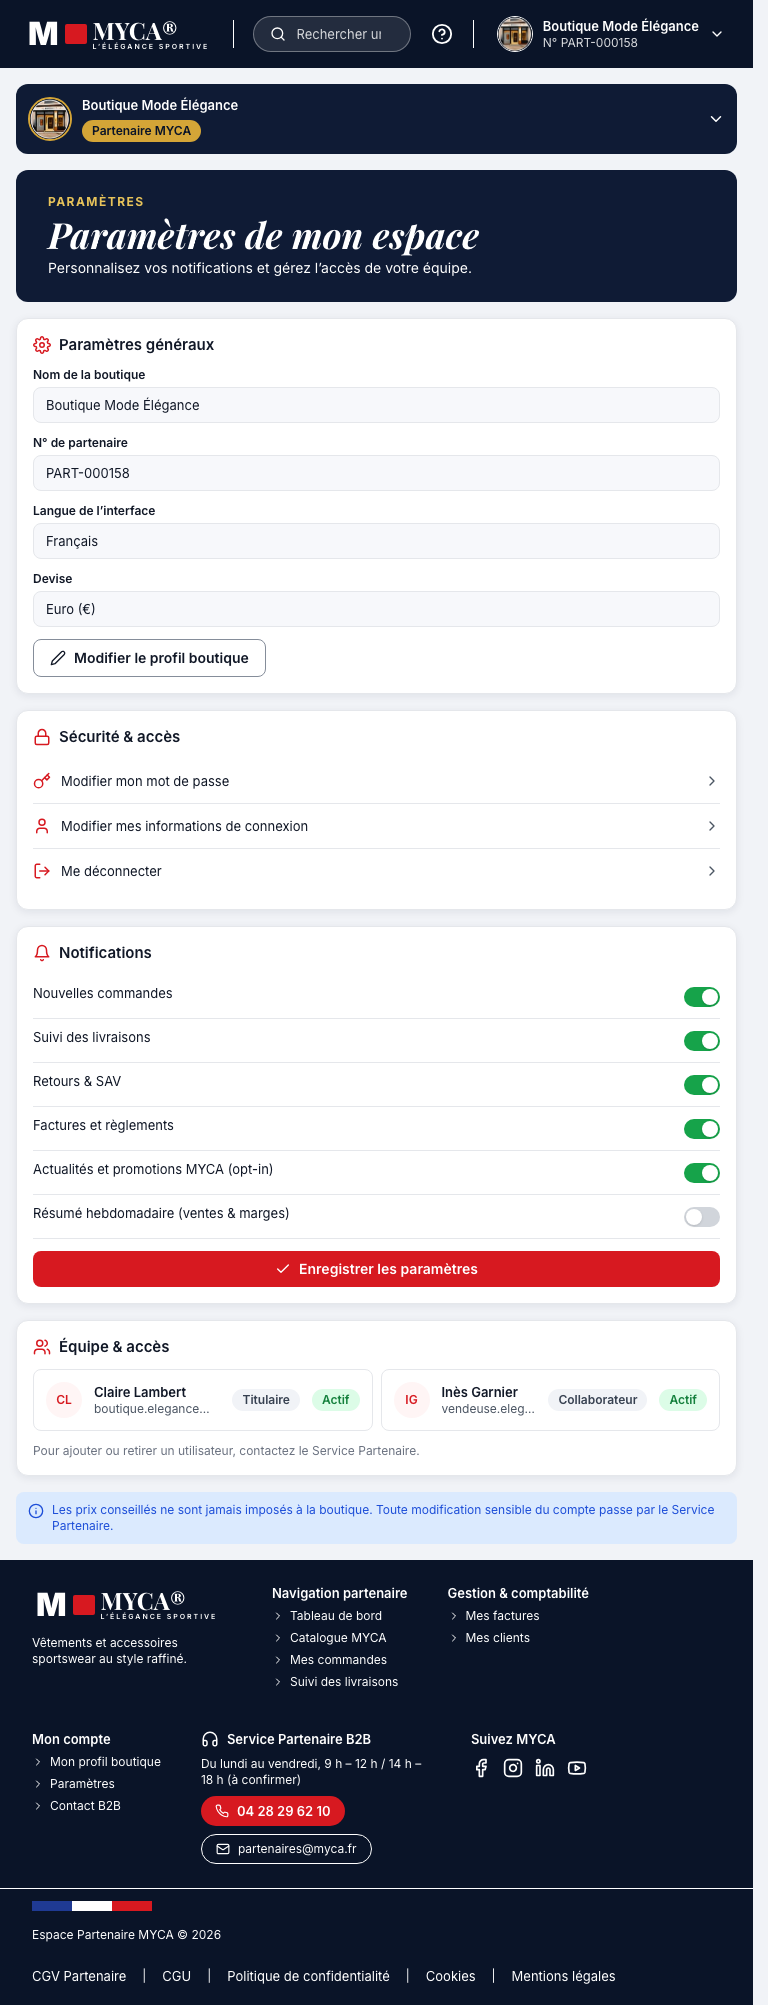 M MYCA®
L'ÉLÉGANCE SPORTIVE
Rechercher un
Boutique Mode Élégance
N° PART-000158
Boutique Mode Élégance
Partenaire MYCA
PARAMÈTRES
Paramètres de mon espace
Personnalisez vos notifications et gérez l’accès de votre équipe.
Paramètres généraux
Nom de la boutique
Boutique Mode Élégance
N° de partenaire
PART-000158
Langue de l’interface
Français
Devise
Euro (€)
Modifier le profil boutique
Sécurité & accès
Modifier mon mot de passe
Modifier mes informations de connexion
Me déconnecter
Notifications
Nouvelles commandes
Suivi des livraisons
Retours & SAV
Factures et règlements
Actualités et promotions MYCA (opt-in)
Résumé hebdomadaire (ventes & marges)
Enregistrer les paramètres
Équipe & accès
CL
Claire Lambert
boutique.elegance...
Titulaire
Actif
IG
Inès Garnier
vendeuse.eleg...
Collaborateur
Actif
Pour ajouter ou retirer un utilisateur, contactez le Service Partenaire.
Les prix conseillés ne sont jamais imposés à la boutique. Toute modification sensible du compte passe par le Service
Partenaire.
M MYCA®
L'ÉLÉGANCE SPORTIVE
Vêtements et accessoires
sportswear au style raffiné.
Navigation partenaire
Tableau de bord
Catalogue MYCA
Mes commandes
Suivi des livraisons
Gestion & comptabilité
Mes factures
Mes clients
Mon compte
Mon profil boutique
Paramètres
Contact B2B
Service Partenaire B2B
Du lundi au vendredi, 9 h – 12 h / 14 h –
18 h (à confirmer)
04 28 29 62 10
partenaires@myca.fr
Suivez MYCA
Espace Partenaire MYCA © 2026
CGV Partenaire | CGU | Politique de confidentialité | Cookies | Mentions légales